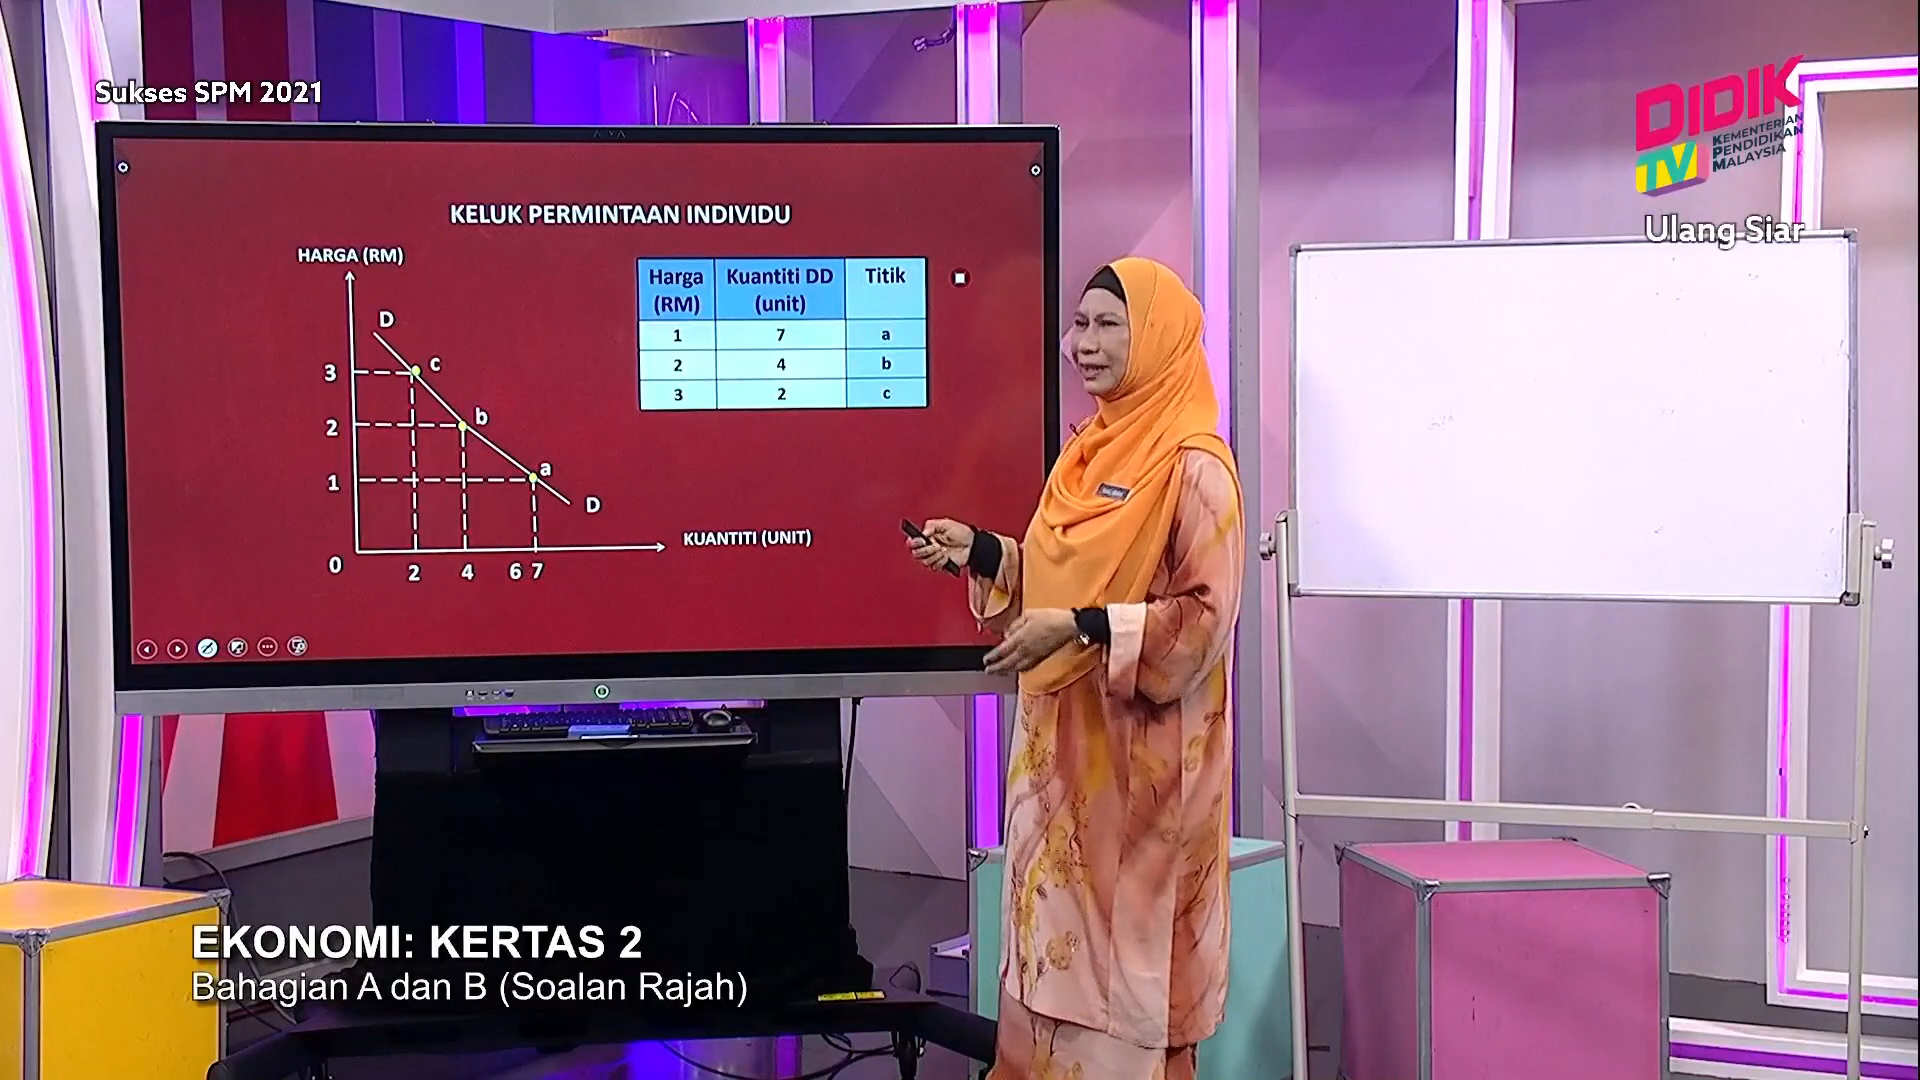 Sukses SPM 2021
DIDIK
TV
KEMENTERIAN
PENDIDIKAN
MALAYSIA
Ulang Siar
KELUK PERMINTAAN INDIVIDU
HARGA (RM)
D
3
c
2
b
1
a
D
KUANTITI (UNIT)
0
2 4 6 7
Harga (RM) Kuantiti DD (unit) Titik
1 7 a
2 4 b
3 2 c
EKONOMI: KERTAS 2
Bahagian A dan B (Soalan Rajah)